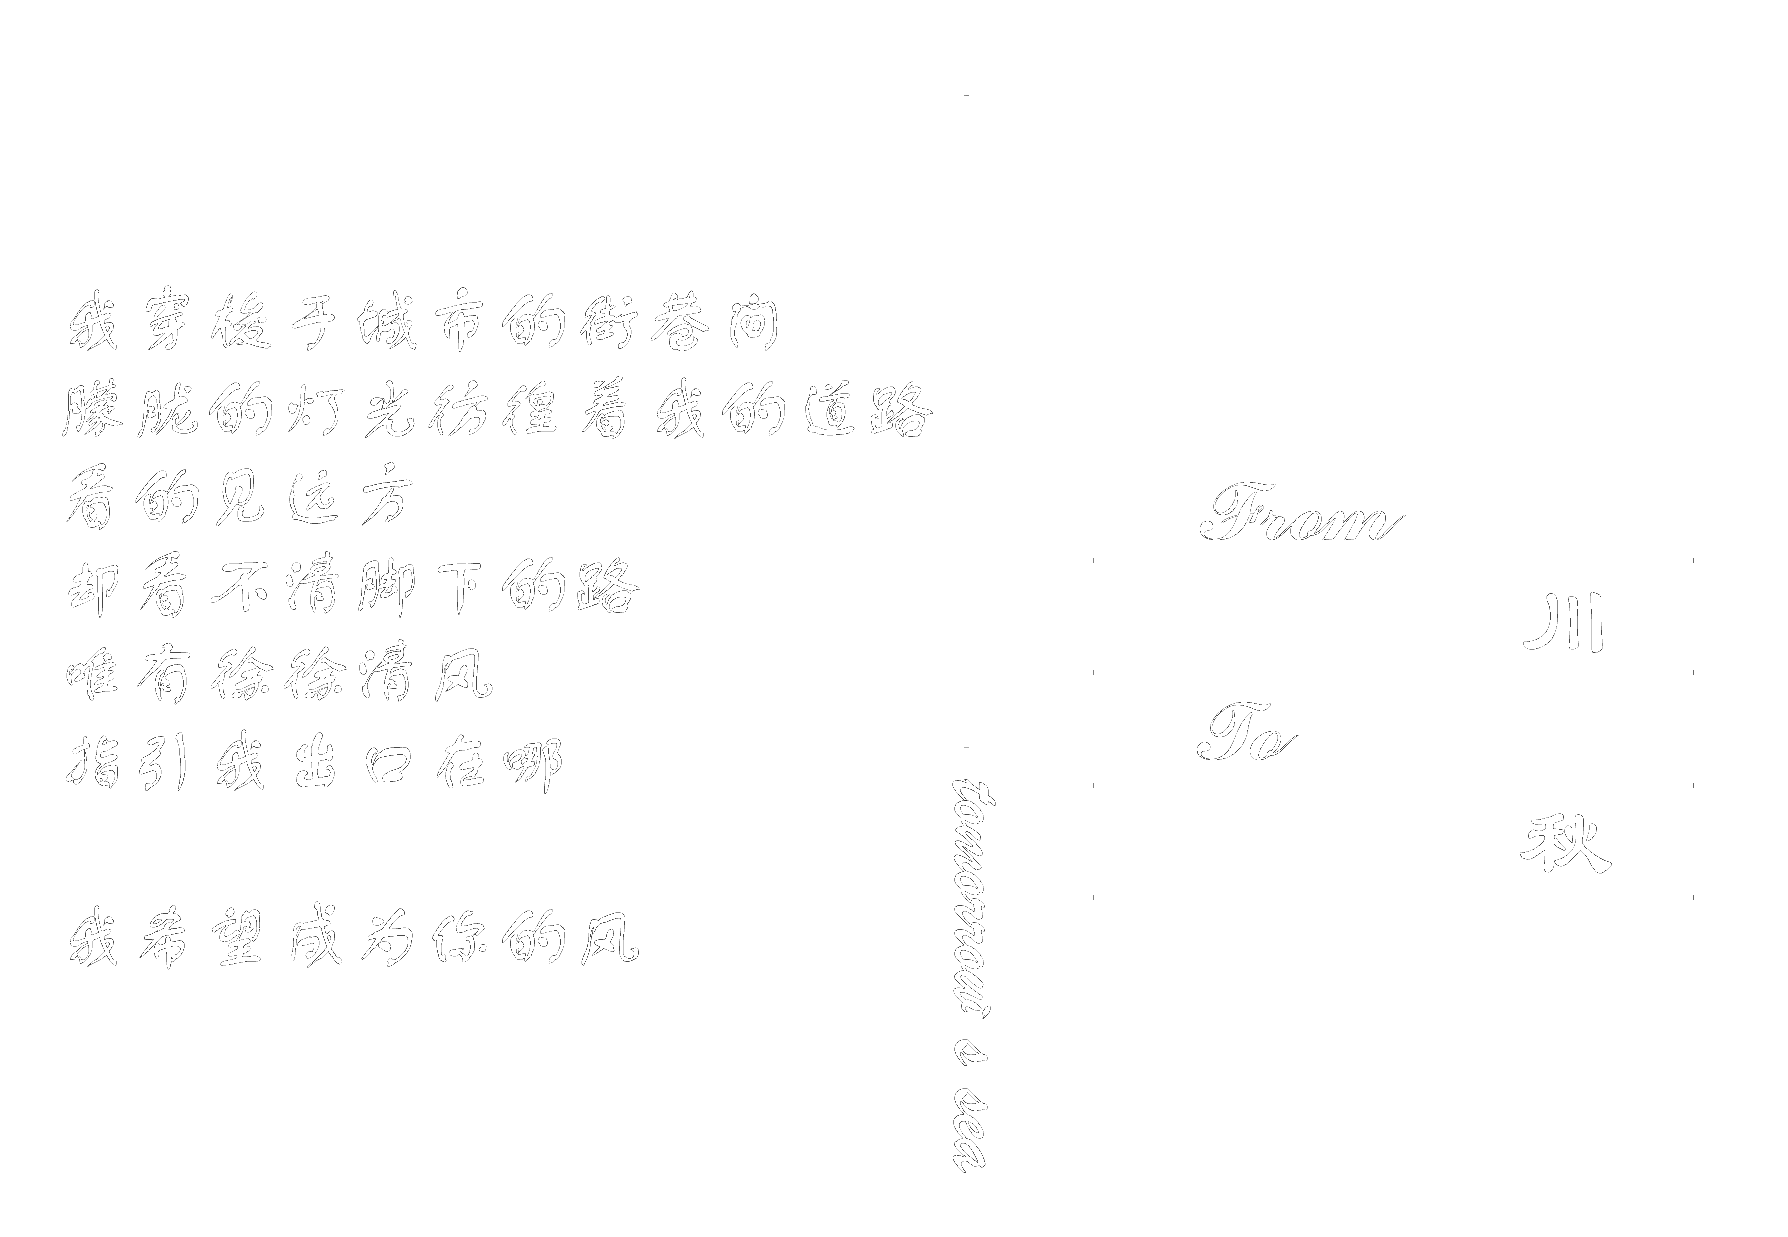 我穿梭于城市的街巷间
朦胧的灯光彷徨着我的道路
看的见远方
却看不清脚下的路
唯有徐徐清风
指引我出口在哪
我希望成为你的风
tomorrow's sea
From
川
To
秋